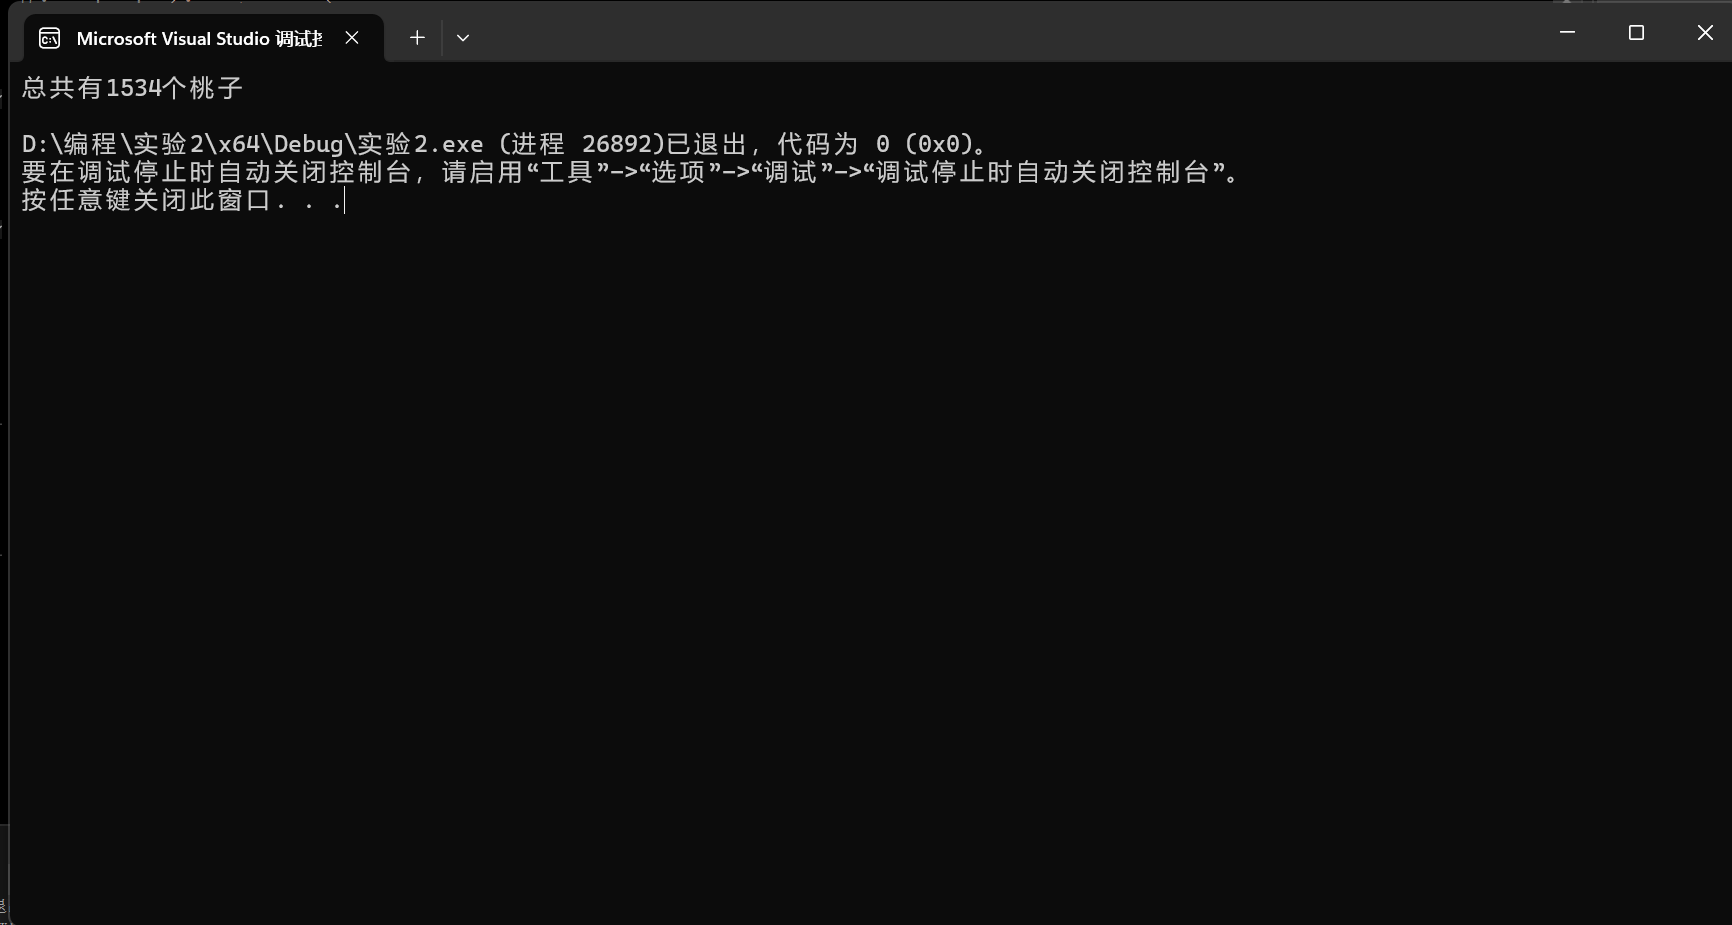 Microsoft Visual Studio 调试
总共有1534个桃子
D:\编程\实验2\x64\Debug\实验2.exe (进程 26892)已退出，代码为 0 (0x0)。
要在调试停止时自动关闭控制台，请启用“工具”->“选项”->“调试”->“调试停止时自动关闭控制台”。
按任意键关闭此窗口. . .